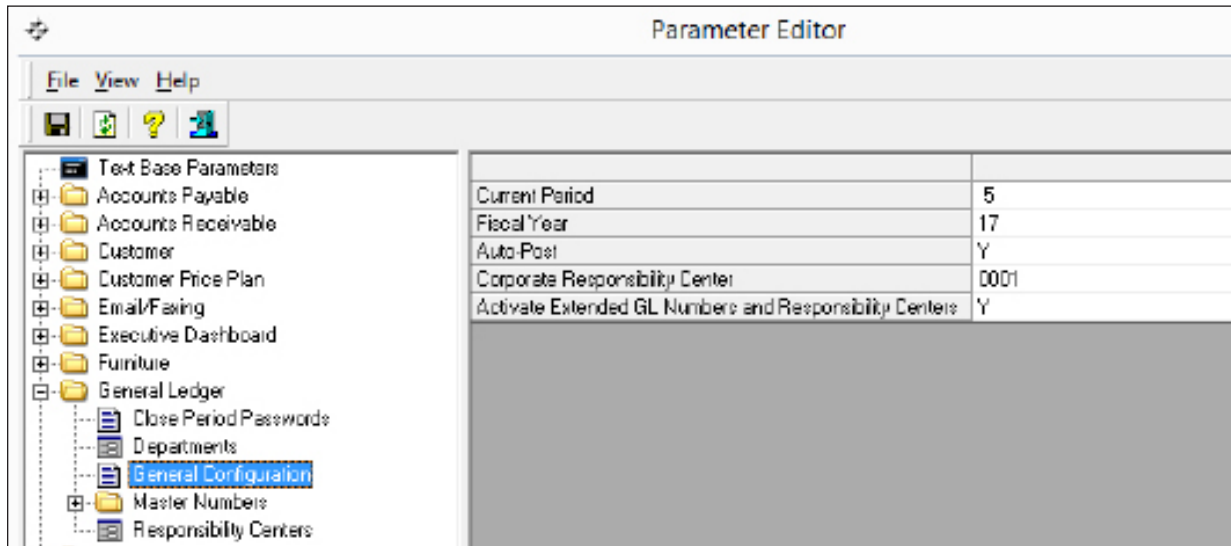 Parameter Editor
File View Help
Text Base Parameters
Accounts Payable
Accounts Receivable
Customer
Customer Price Plan
Email/Faxing
Executive Dashboard
Furniture
General Ledger
Close Period Passwords
Departments
General Configuration
Master Numbers
Responsibility Centers
Current Period 5
Fiscal Year 17
Auto-Post Y
Corporate Responsibility Center 0001
Activate Extended GL Numbers and Responsibility Centers Y